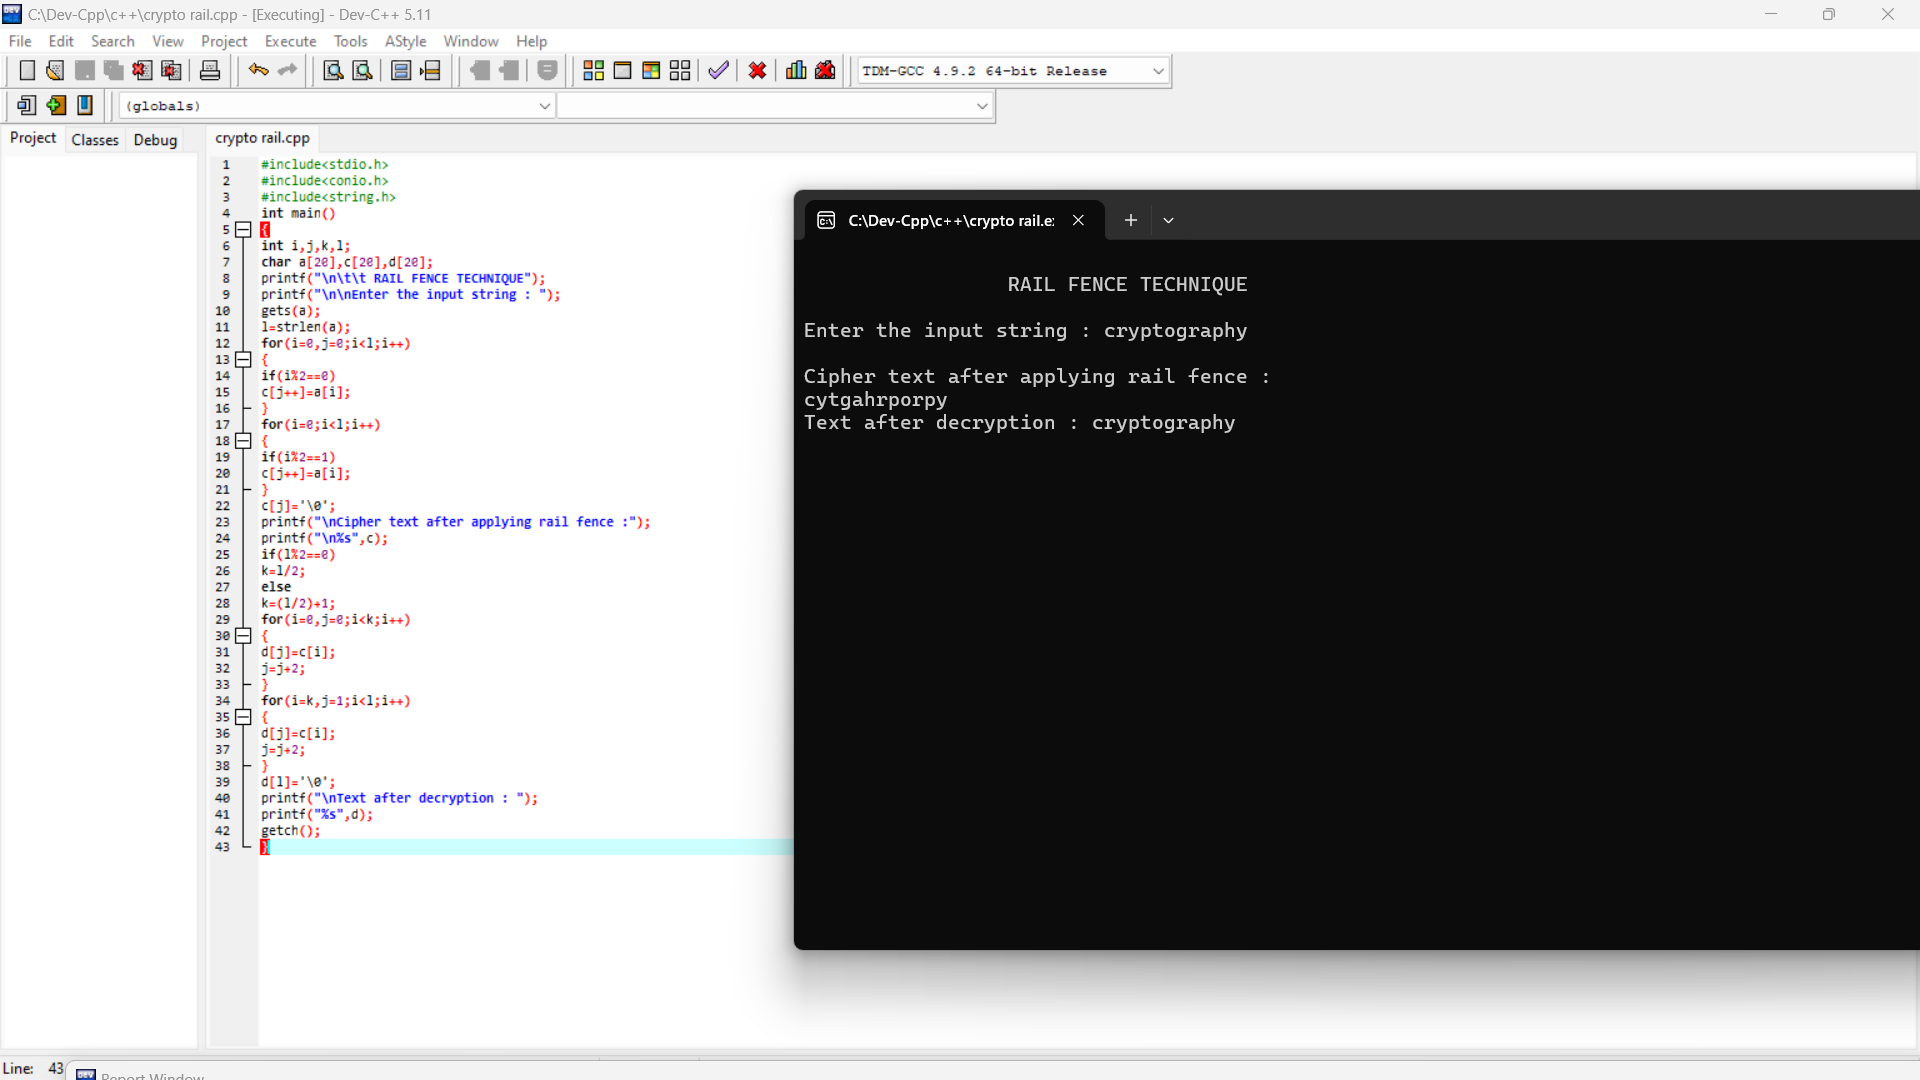 C:\Dev-Cpp\c++\crypto rail.cpp - [Executing] - Dev-C++ 5.11
File Edit Search View Project Execute Tools AStyle Window Help
TDM-GCC 4.9.2 64-bit Release
(globals)
Project Classes Debug
crypto rail.cpp
1 #include<stdio.h>
2 #include<conio.h>
3 #include<string.h>
4 int main()
5 {
6 int i,j,k,l;
7 char a[20],c[20],d[20];
8 printf("\n\t\t RAIL FENCE TECHNIQUE");
9 printf("\n\nEnter the input string : ");
10 gets(a);
11 l=strlen(a);
12 for(i=0,j=0;i<l;i++)
13 {
14 if(i%2==0)
15 c[j++]=a[i];
16 }
17 for(i=0;i<l;i++)
18 {
19 if(i%2==1)
20 c[j++]=a[i];
21 }
22 c[j]='\0';
23 printf("\nCipher text after applying rail fence :");
24 printf("\n%s",c);
25 if(l%2==0)
26 k=l/2;
27 else
28 k=(l/2)+1;
29 for(i=0,j=0;i<k;i++)
30 {
31 d[j]=c[i];
32 j=j+2;
33 }
34 for(i=k,j=1;i<l;i++)
35 {
36 d[j]=c[i];
37 j=j+2;
38 }
39 d[l]='\0';
40 printf("\nText after decryption : ");
41 printf("%s",d);
42 getch();
43 }
C:\Dev-Cpp\c++\crypto rail.e
RAIL FENCE TECHNIQUE
Enter the input string : cryptography
Cipher text after applying rail fence :
cytgahrporpy
Text after decryption : cryptography
Line: 43
Report Window